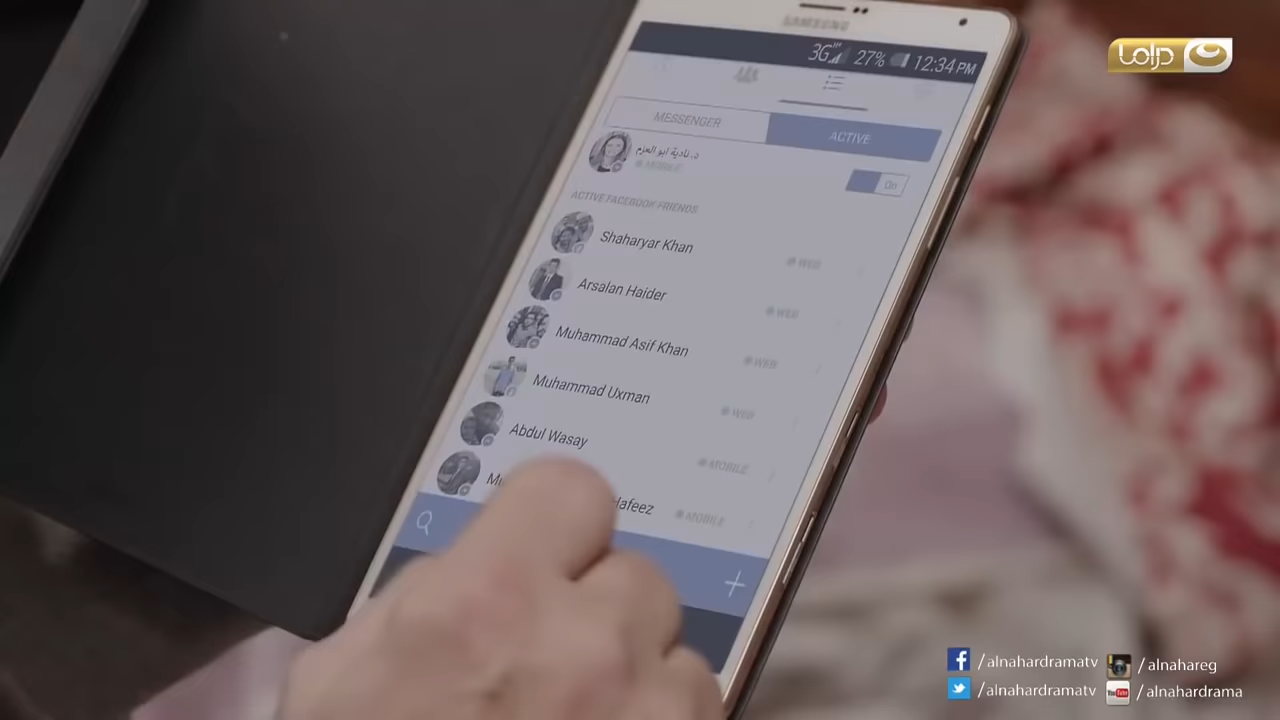 SAMSUNG
3G 27% 12:34 PM
دراما
MESSENGER ACTIVE
د. نادية ابو العزم
MOBILE
On
ACTIVE FACEBOOK FRIENDS
Shaharyar Khan WEB
Arsalan Haider WEB
Muhammad Asif Khan WEB
Muhammad Uxman WEB
Abdul Wasay MOBILE
Hafeez MOBILE
/alnahardramatv /alnahareg
/alnahardramatv /alnahardrama